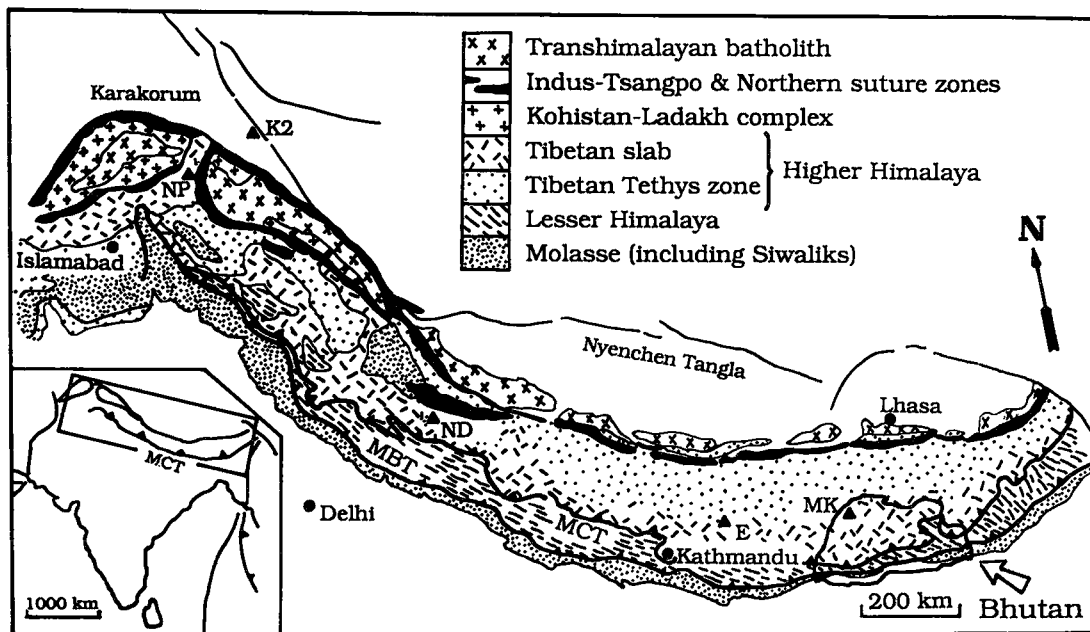 Transhimalayan batholith
Indus-Tsangpo & Northern suture zones
Kohistan-Ladakh complex
Tibetan slab
Tibetan Tethys zone
Higher Himalaya
Lesser Himalaya
Molasse (including Siwaliks)
Karakorum
K2
NP
Islamabad
N
Nyenchen Tangla
Lhasa
ND
MBT
MCT
Delhi
MK
E
Kathmandu
200 km
Bhutan
MCT
1000 km